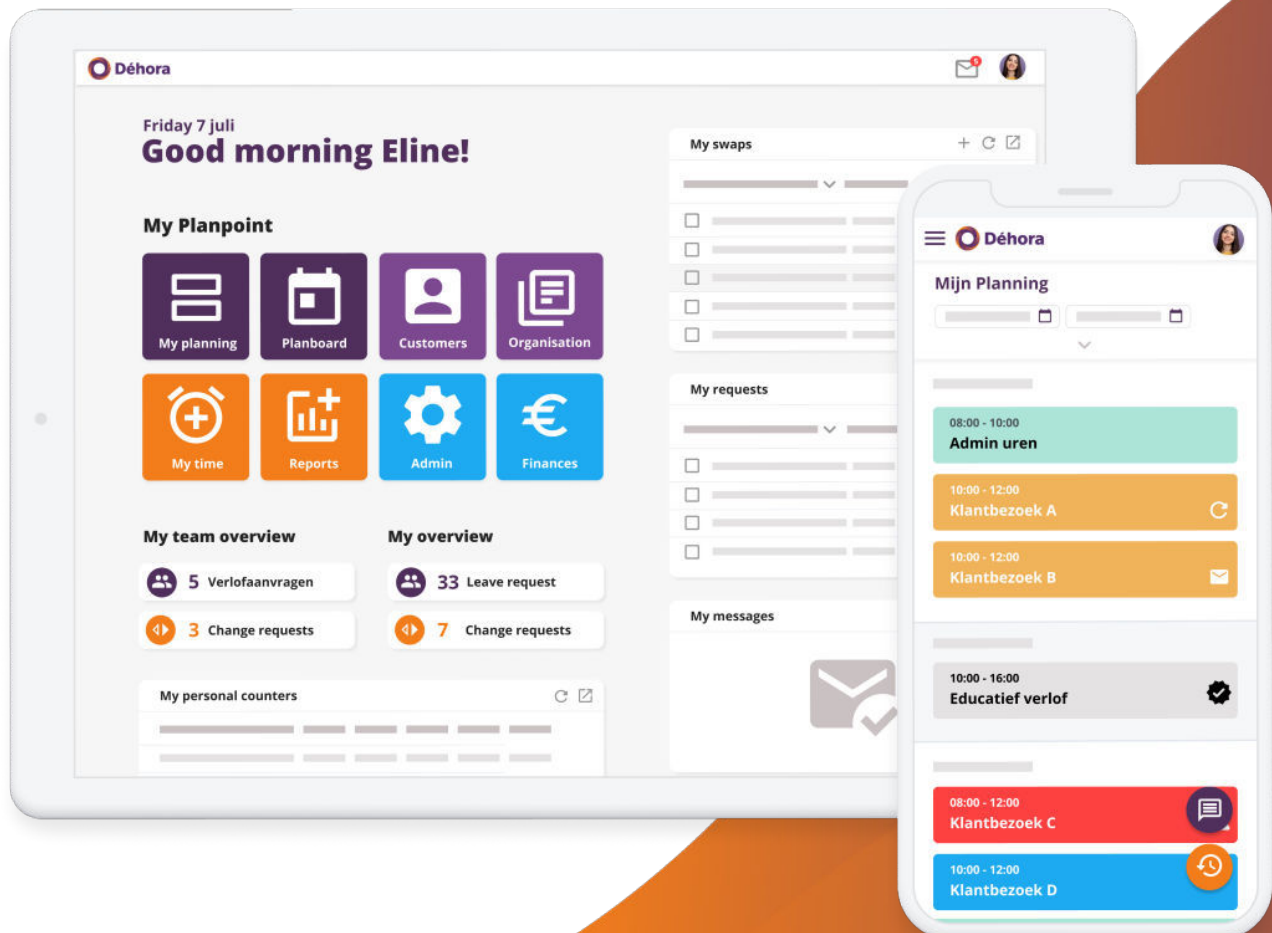 Déhora
5
Friday 7 juli
Good morning Eline!
My Planpoint
My planning
Planboard
Customers
Organisation
My time
Reports
Admin
Finances
My team overview
5 Verlofaanvragen
3 Change requests
My overview
33 Leave request
7 Change requests
My personal counters
My swaps
My requests
My messages
Déhora
Mijn Planning
08:00 - 10:00
Admin uren
10:00 - 12:00
Klantbezoek A
10:00 - 12:00
Klantbezoek B
10:00 - 16:00
Educatief verlof
08:00 - 12:00
Klantbezoek C
10:00 - 12:00
Klantbezoek D